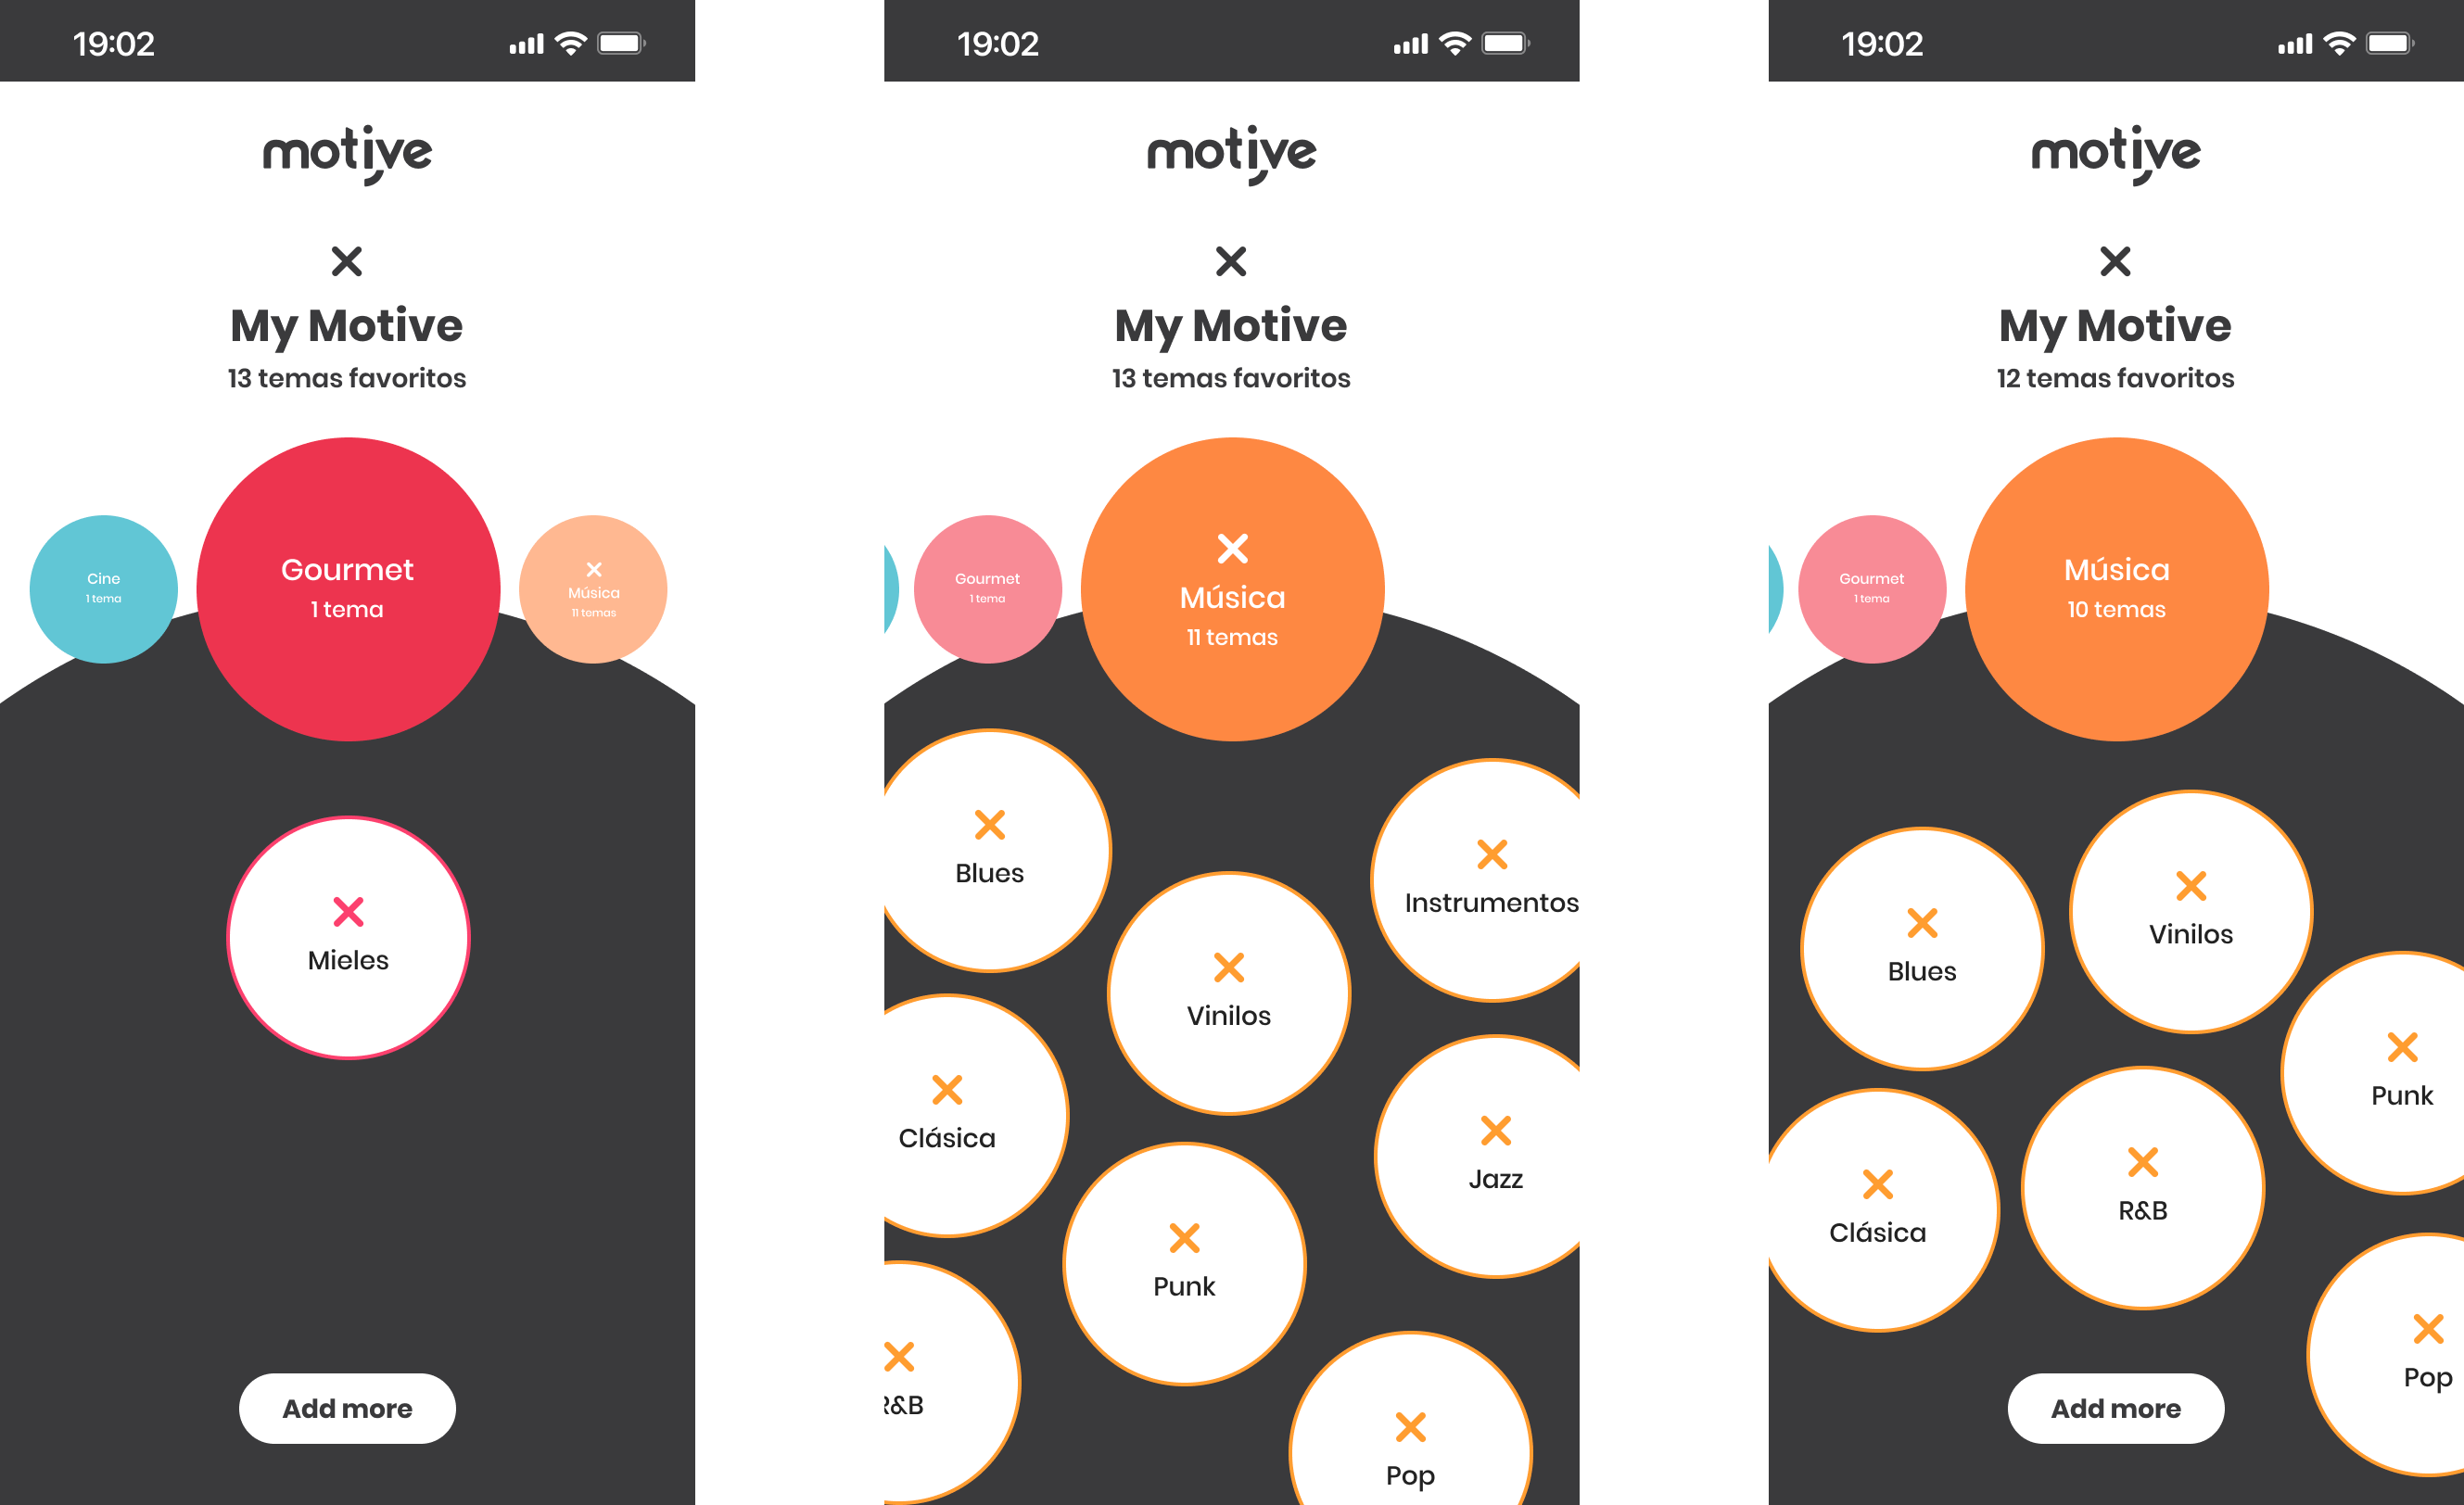 19:02
motive
My Motive
13 temas favoritos
Cine
1 tema
Gourmet
1 tema
Música
11 temas
Mieles
Add more
19:02
motive
My Motive
13 temas favoritos
Gourmet
1 tema
Música
11 temas
Blues
Instrumentos
Vinilos
Clásica
Jazz
Punk
R&B
Pop
19:02
motive
My Motive
12 temas favoritos
Gourmet
1 tema
Música
10 temas
Vinilos
Blues
Punk
R&B
Clásica
Pop
Add more